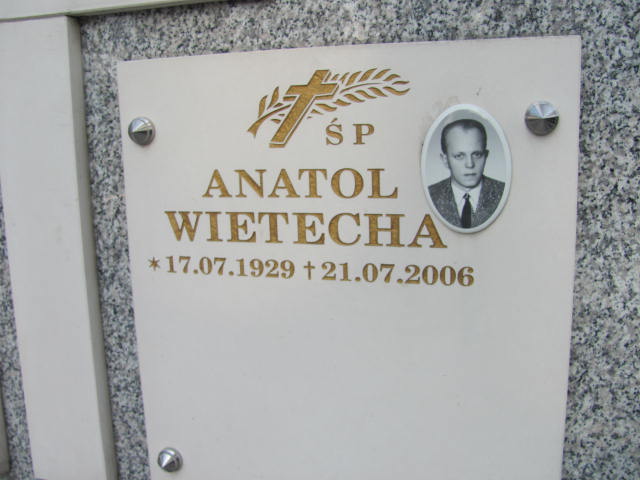 ŚP
ANATOL
WIETECHA
* 17.07.1929 † 21.07.2006